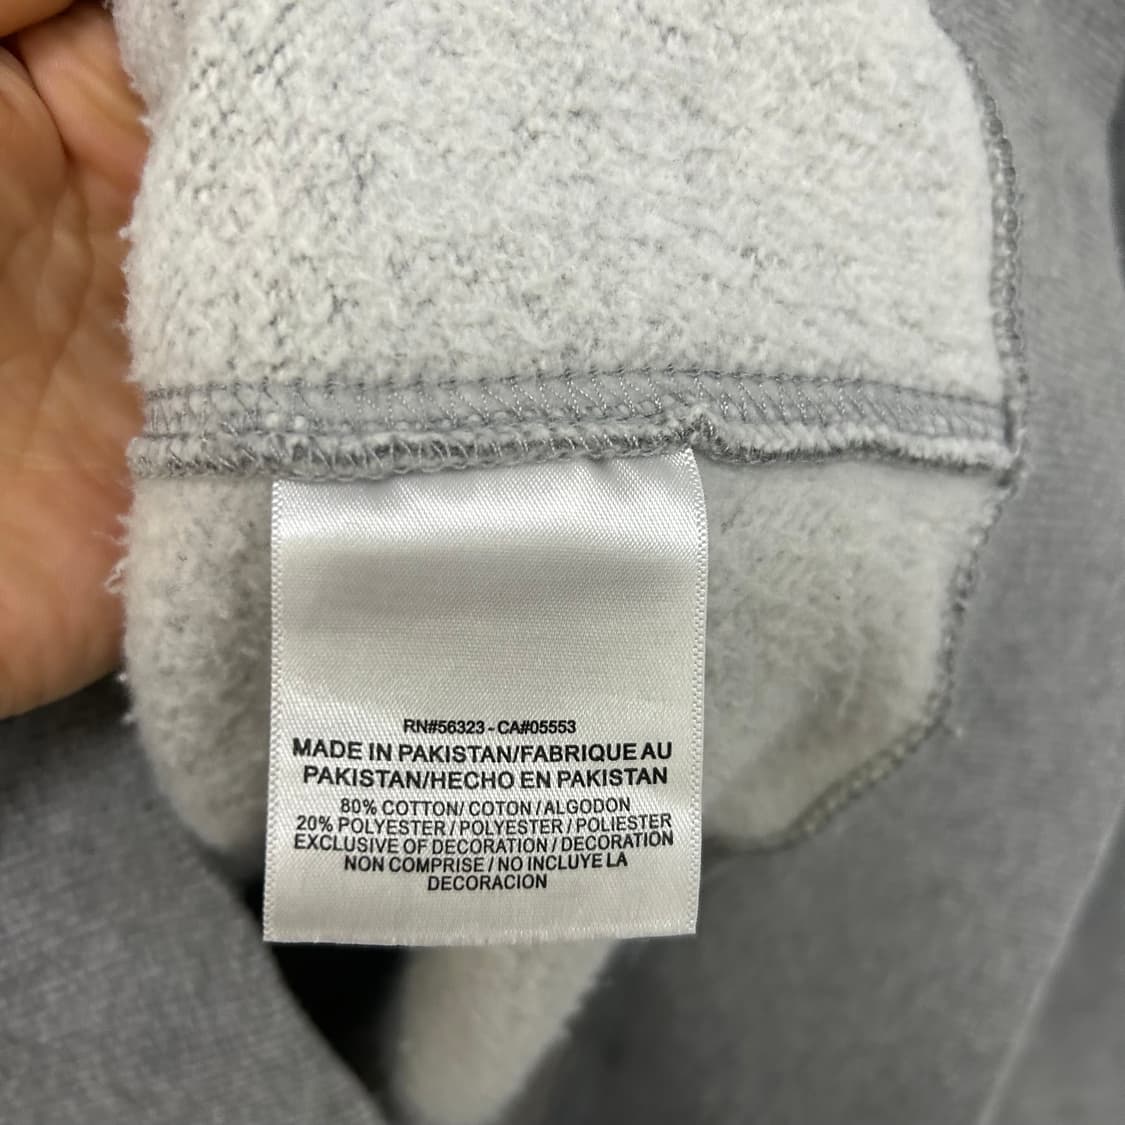 RN#56323 - CA#05553
MADE IN PAKISTAN/FABRIQUE AU
PAKISTAN/HECHO EN PAKISTAN
80% COTTON/ COTON / ALGODON
20% POLYESTER / POLYESTER / POLIESTER
EXCLUSIVE OF DECORATION / DECORATION
NON COMPRISE / NO INCLUYE LA
DECORACION